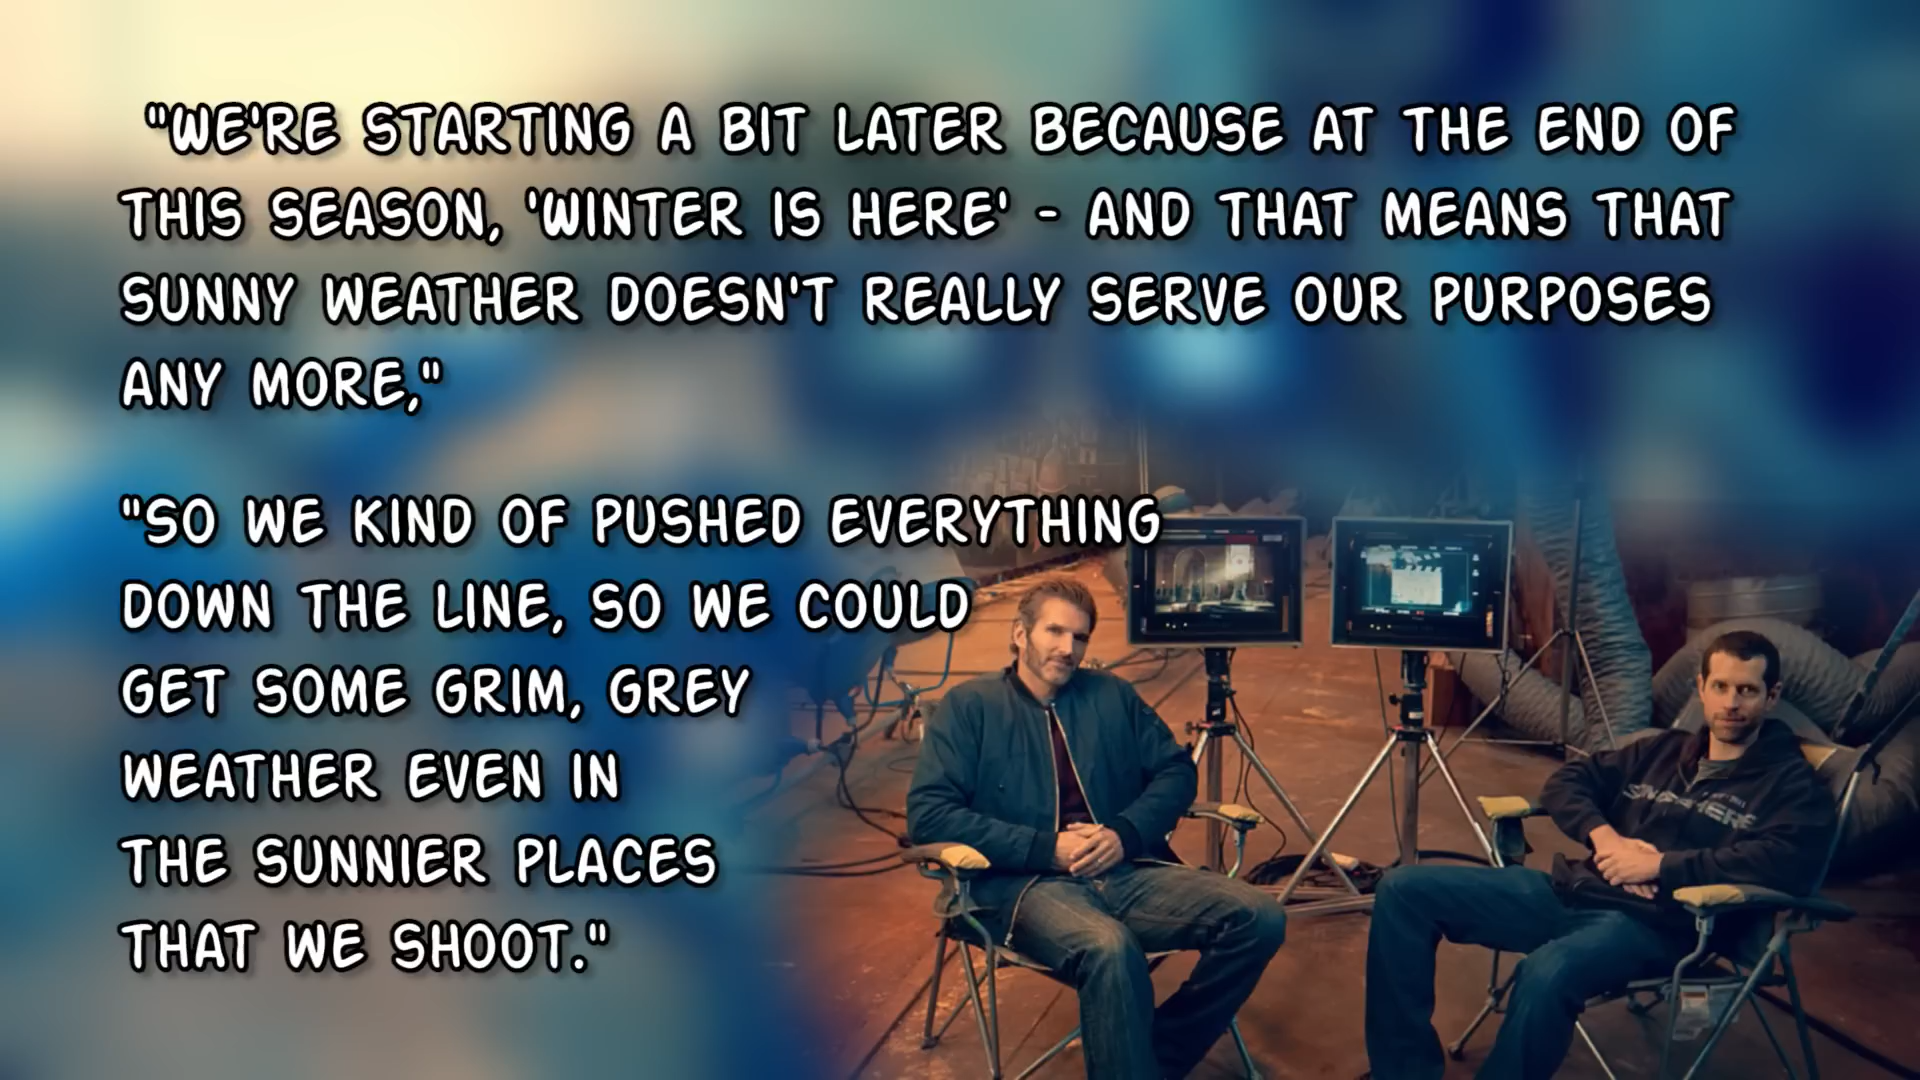 "WE'RE STARTING A BIT LATER BECAUSE AT THE END OF
THIS SEASON, 'WINTER IS HERE' - AND THAT MEANS THAT
SUNNY WEATHER DOESN'T REALLY SERVE OUR PURPOSES
ANY MORE,"
"SO WE KIND OF PUSHED EVERYTHING
DOWN THE LINE, SO WE COULD
GET SOME GRIM, GREY
WEATHER EVEN IN
THE SUNNIER PLACES
THAT WE SHOOT."